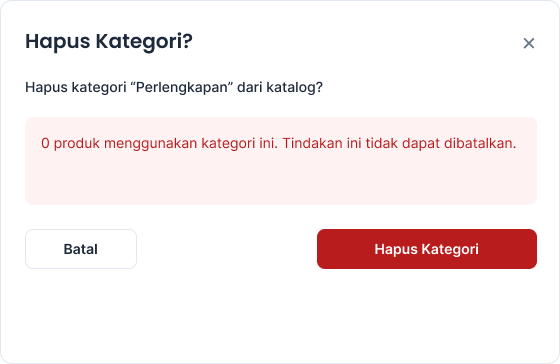 Hapus Kategori?
×
Hapus kategori “Perlengkapan” dari katalog?
0 produk menggunakan kategori ini. Tindakan ini tidak dapat dibatalkan.
Batal
Hapus Kategori